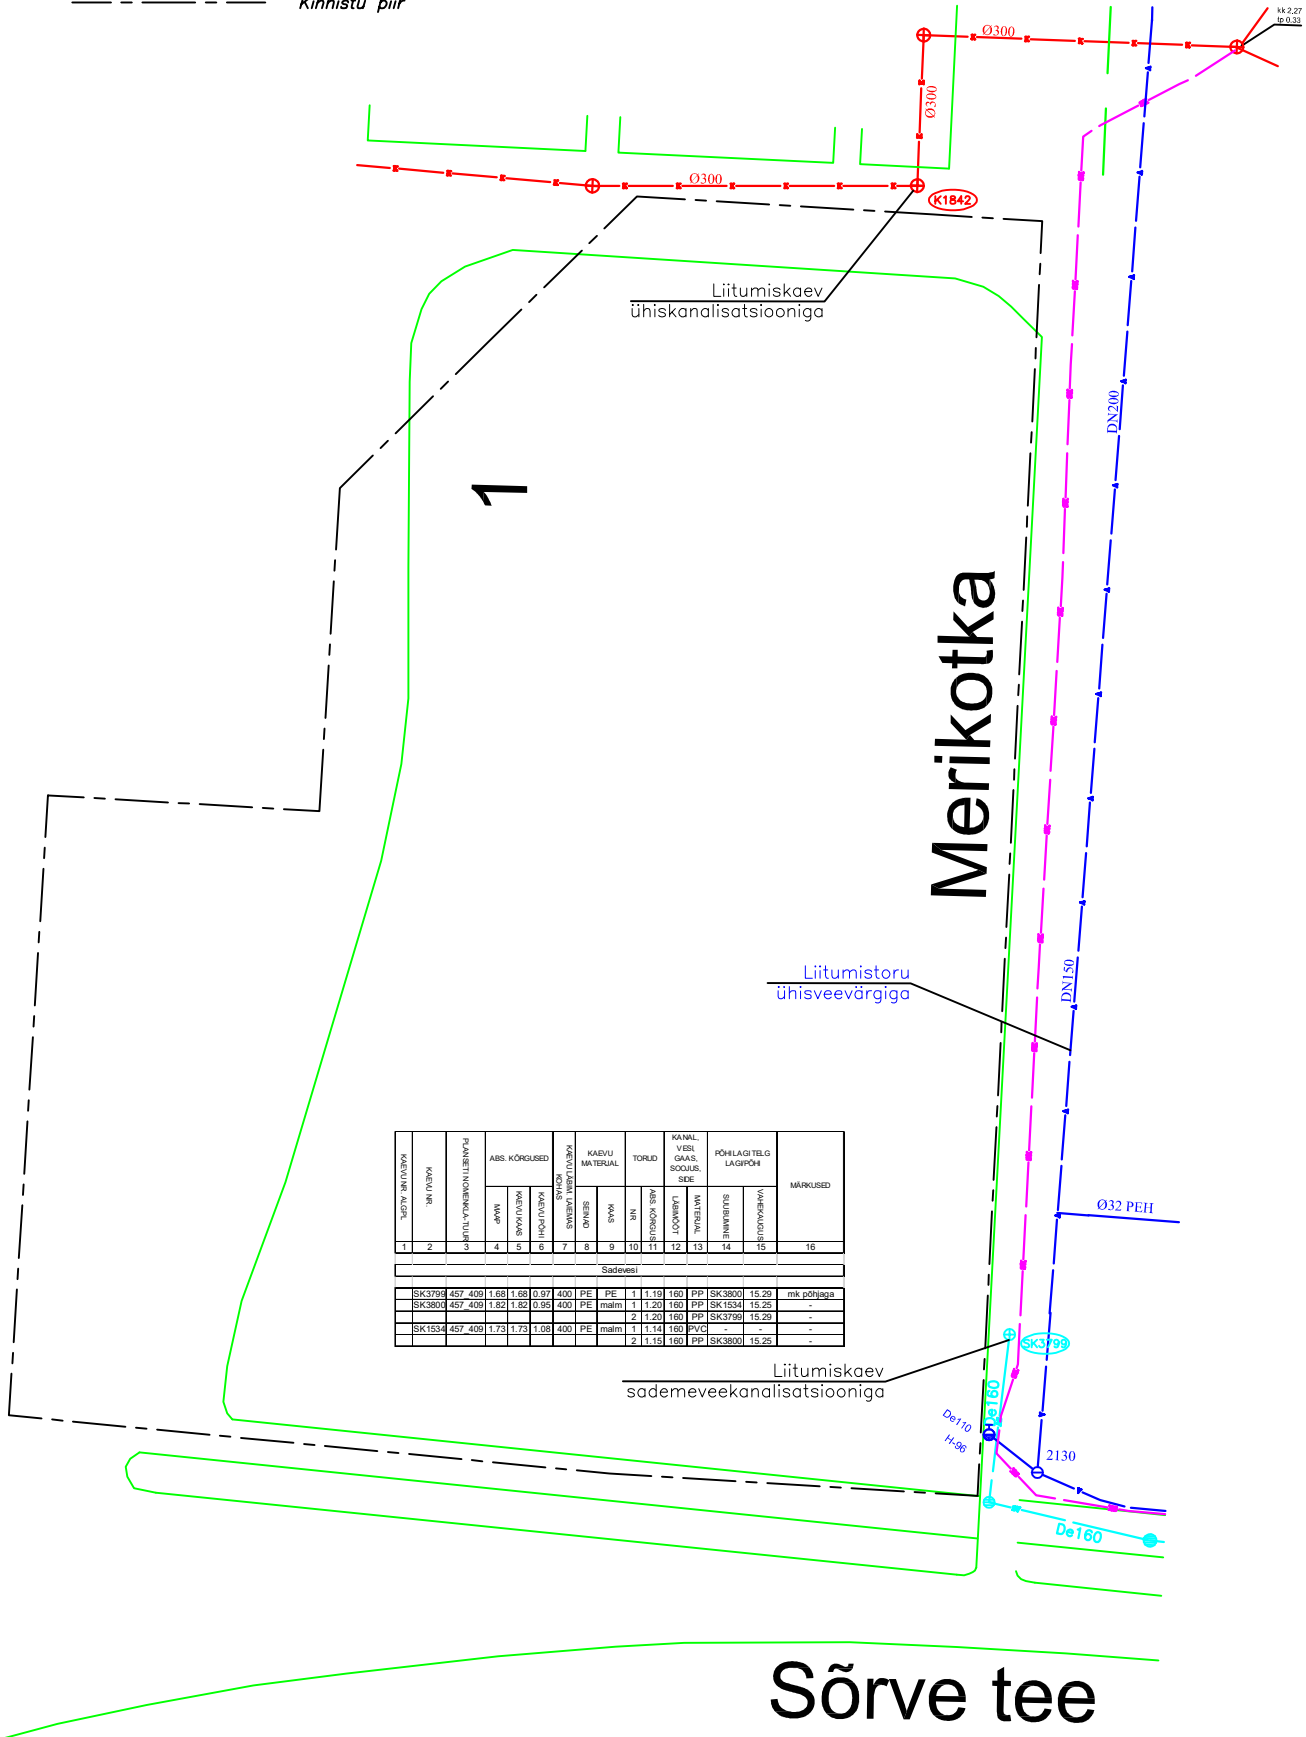 Kinnistu piir
kk 2.27
tp 0.33
Ø300
Ø300
Ø300
K1842
Liitumiskaev
ühiskanalisatsiooniga
DN200
1
Merikotka
Liitumistoru
ühisveevärgiga
DN150
KAEVU NR. ALGPL.
KAEVU NR.
PLANSETI NOMENKLA-TUUR
ABS. KÕRGUSED
MAAP
KAEVU KAAS
KAEVU PÕHI
KAEVU LÄBIM. LAIEMAS KOHAS
KAEVU MATERJAL
SEINAD
KAAS
TORUD
NR
ABS. KÕRGUS
KANAL, VESI, GAAS, SOOJUS, SIDE
LÄBIMÕÕT
MATERJAL
PÕHI LAGI TELG LAGI/PÕHI
SUUBUMINE
VAHEKAUGUS
MÄRKUSED
1 2 3 4 5 6 7 8 9 10 11 12 13 14 15 16
Sadevesi
SK3799 457_409 1.68 1.68 0.97 400 PE PE 1 1.19 160 PP SK3800 15.29 mk põhjaga
SK3800 457_409 1.82 1.82 0.95 400 PE malm 1 1.20 160 PP SK1534 15.25 -
2 1.20 160 PP SK3799 15.29 -
SK1534 457_409 1.73 1.73 1.08 400 PE malm 1 1.14 160 PVC - - -
2 1.15 160 PP SK3800 15.25 -
Ø32 PEH
SK3799
Liitumiskaev
sademeveekanalisatsiooniga
De160
De110
H-96
2130
De160
Sõrve tee